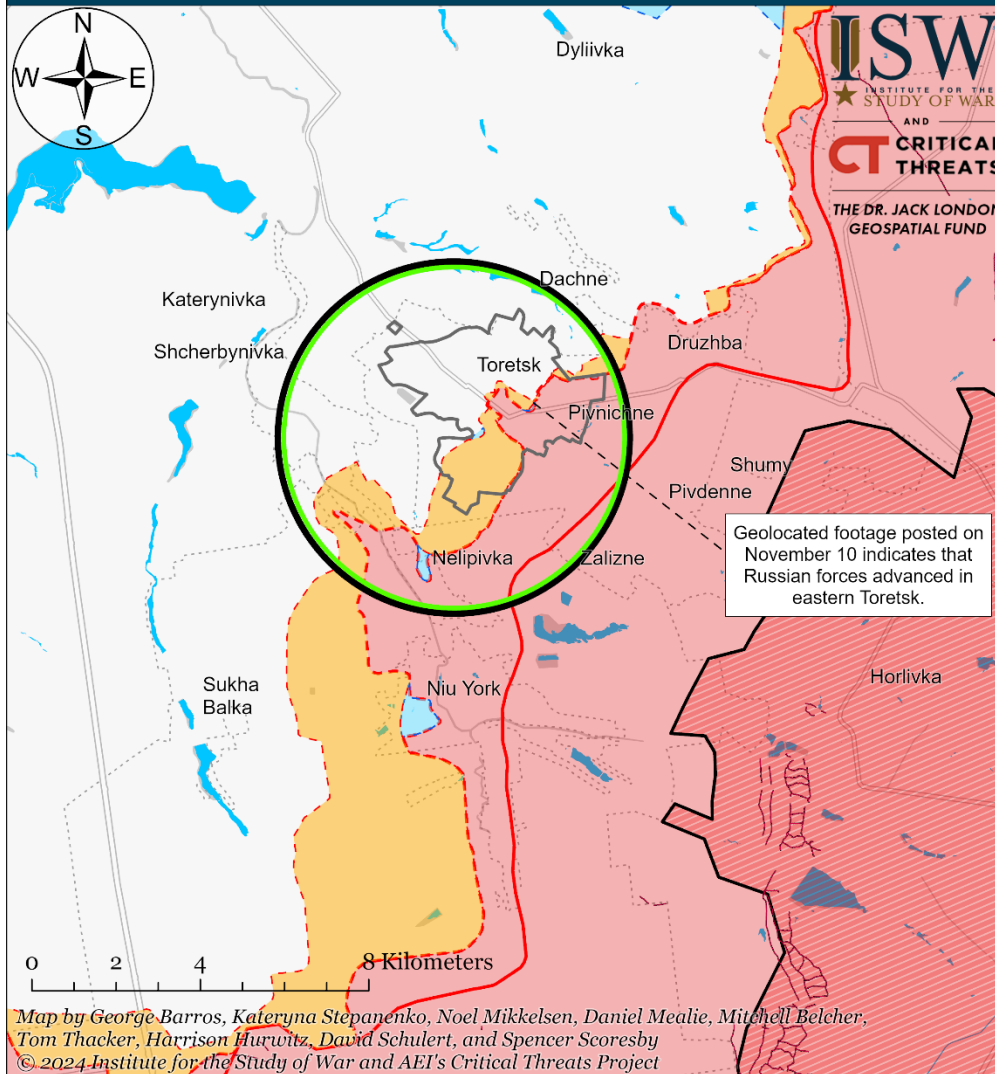 N
W E
S
Dyliivka
ISW
INSTITUTE FOR THE
STUDY OF WAR
AND
CT CRITICAL
THREATS
THE DR. JACK LONDON
GEOSPATIAL FUND
Dachne
Katerynivka
Shcherbynivka
Druzhba
Toretsk
Pivnichne
Shumy
Pivdenne
Geolocated footage posted on
November 10 indicates that
Russian forces advanced in
eastern Toretsk.
Nelipivka
Zalizne
Horlivka
Sukha
Balka
Niu York
0 2 4 8 Kilometers
Map by George Barros, Kateryna Stepanenko, Noel Mikkelsen, Daniel Mealie, Mitchell Belcher,
Tom Thacker, Harrison Hurwitz, David Schulert, and Spencer Scoresby
© 2024 Institute for the Study of War and AEI's Critical Threats Project